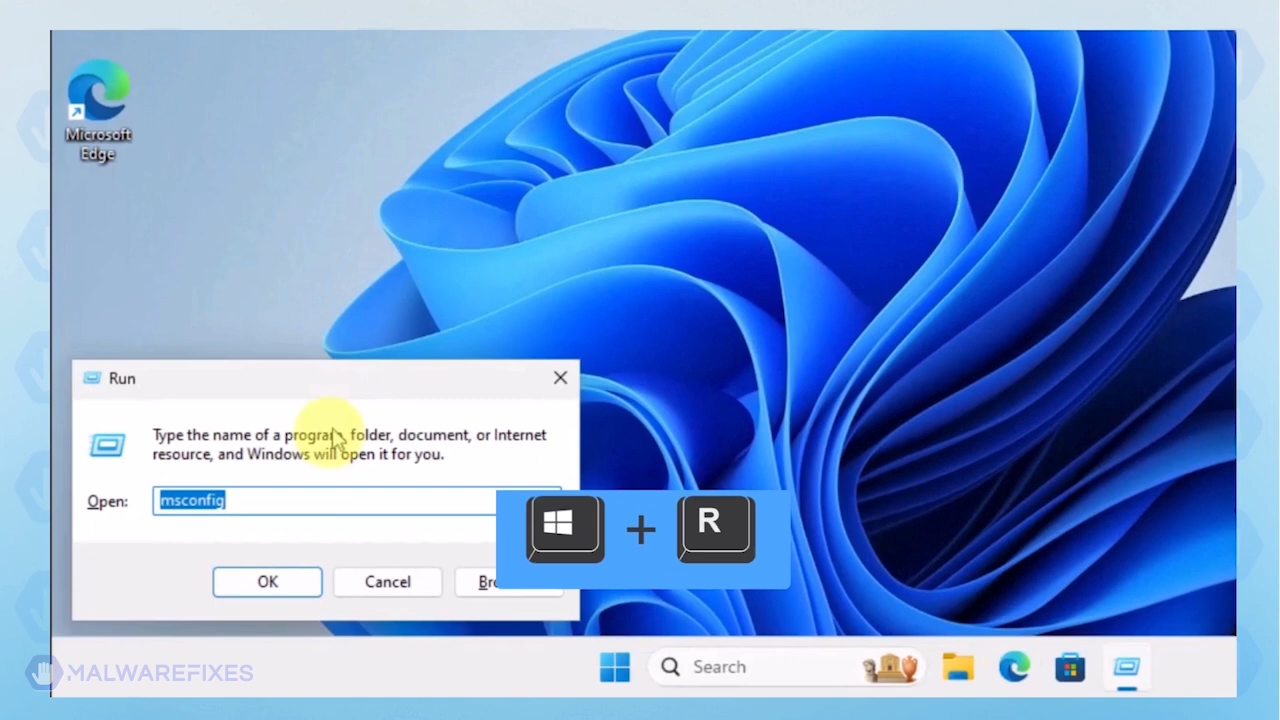 Microsoft
Edge
Run
Type the name of a program, folder, document, or Internet
resource, and Windows will open it for you.
Open:
msconfig
+
R
OK
Cancel
MALWAREFIXES
Search